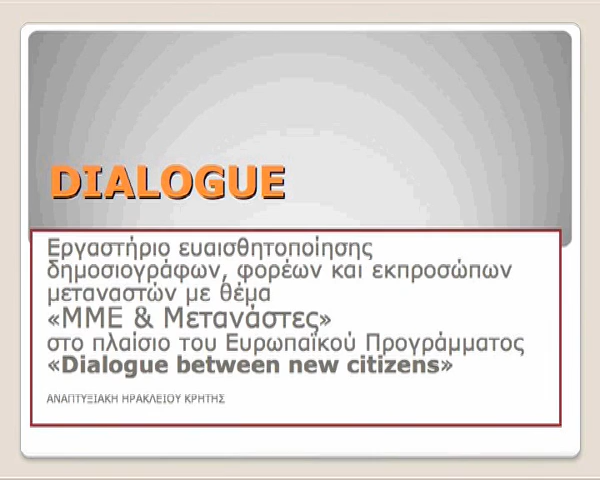 DIALOGUE
Εργαστήριο ευαισθητοποίησης
δημοσιογράφων, φορέων και εκπροσώπων
μεταναστών με θέμα
«ΜΜΕ & Μετανάστες»
στο πλαίσιο του Ευρωπαϊκού Προγράμματος
«Dialogue between new citizens»
ΑΝΑΠΤΥΞΙΑΚΗ ΗΡΑΚΛΕΙΟΥ ΚΡΗΤΗΣ